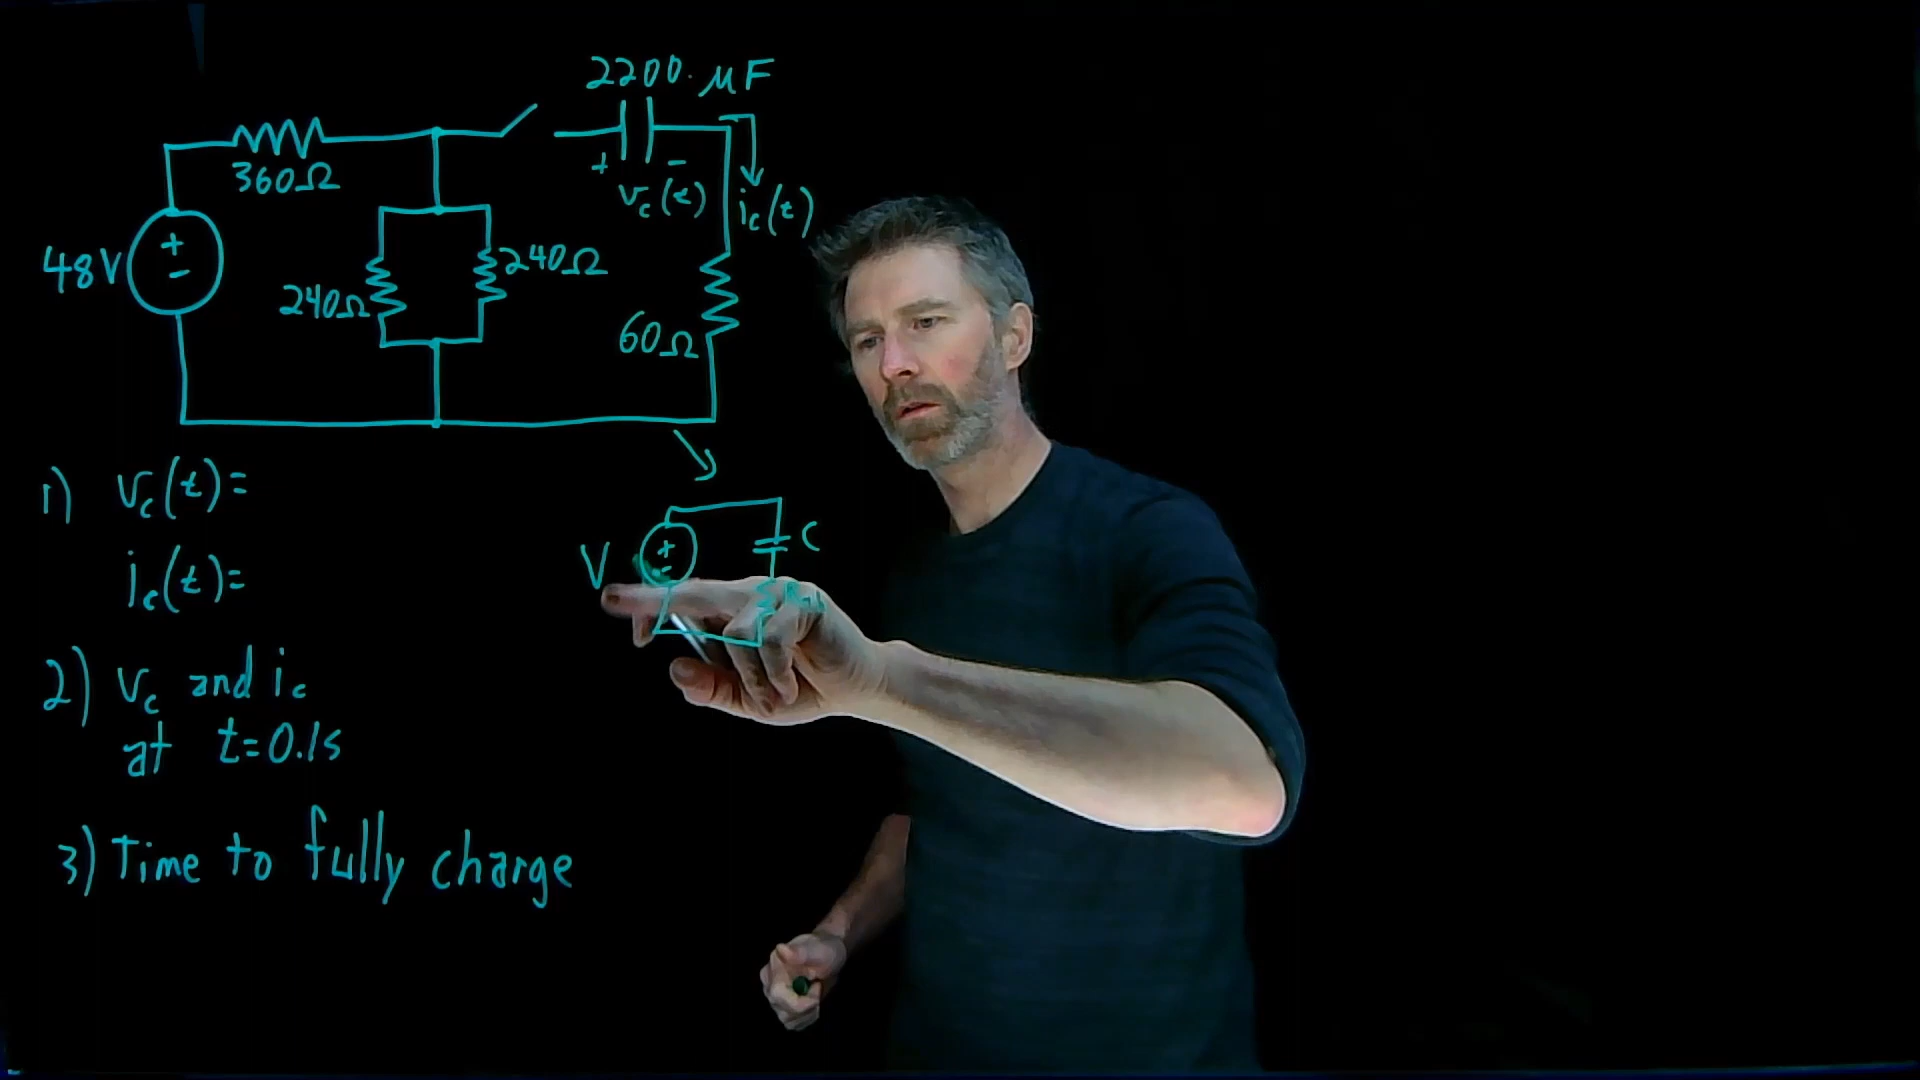 2200 μF
360Ω
+ -
vc(t)
ic(t)
48V
+
-
240Ω
240Ω
60Ω
1) vc(t)=
ic(t)=
V
+
-
C
2) vc and ic
at t=0.1s
3) Time to fully charge